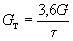 Gт = 3,6G / τ